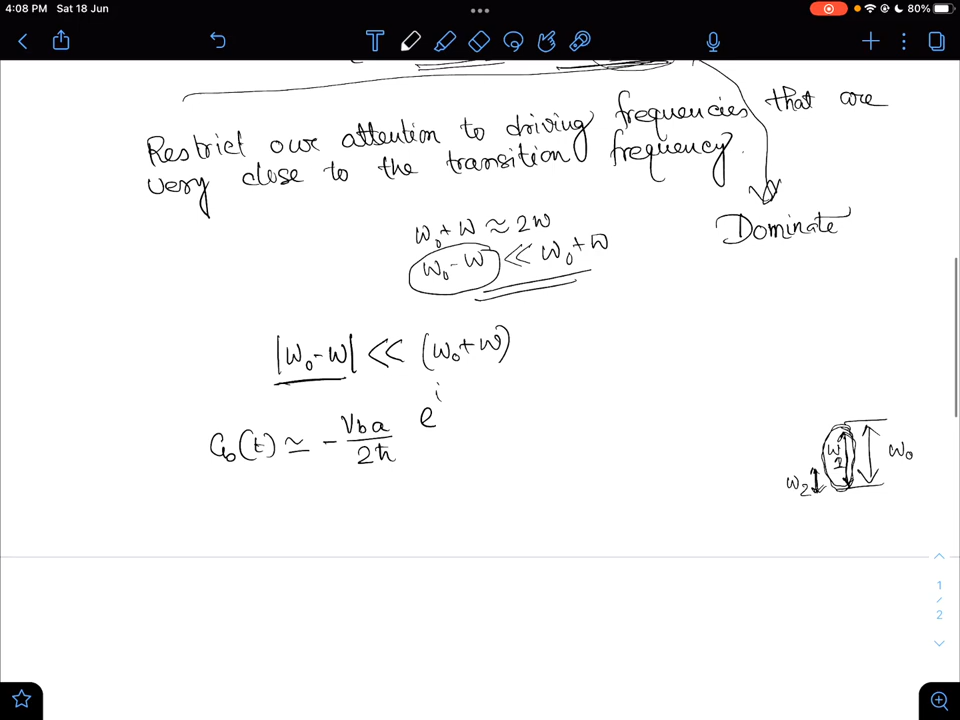 4:08 PM Sat 18 Jun
80%
T
Restrict our attention to driving frequencies that are
very close to the transition frequency.
Dominate
ω₀+ω ≈ 2ω
ω₀-ω << ω₀+ω
|ω₀-ω| << (ω₀+ω)
C_b(t) ≃ - V_ba/2ħ e^i
ω₁
ω₀
ω₂
1
/
2